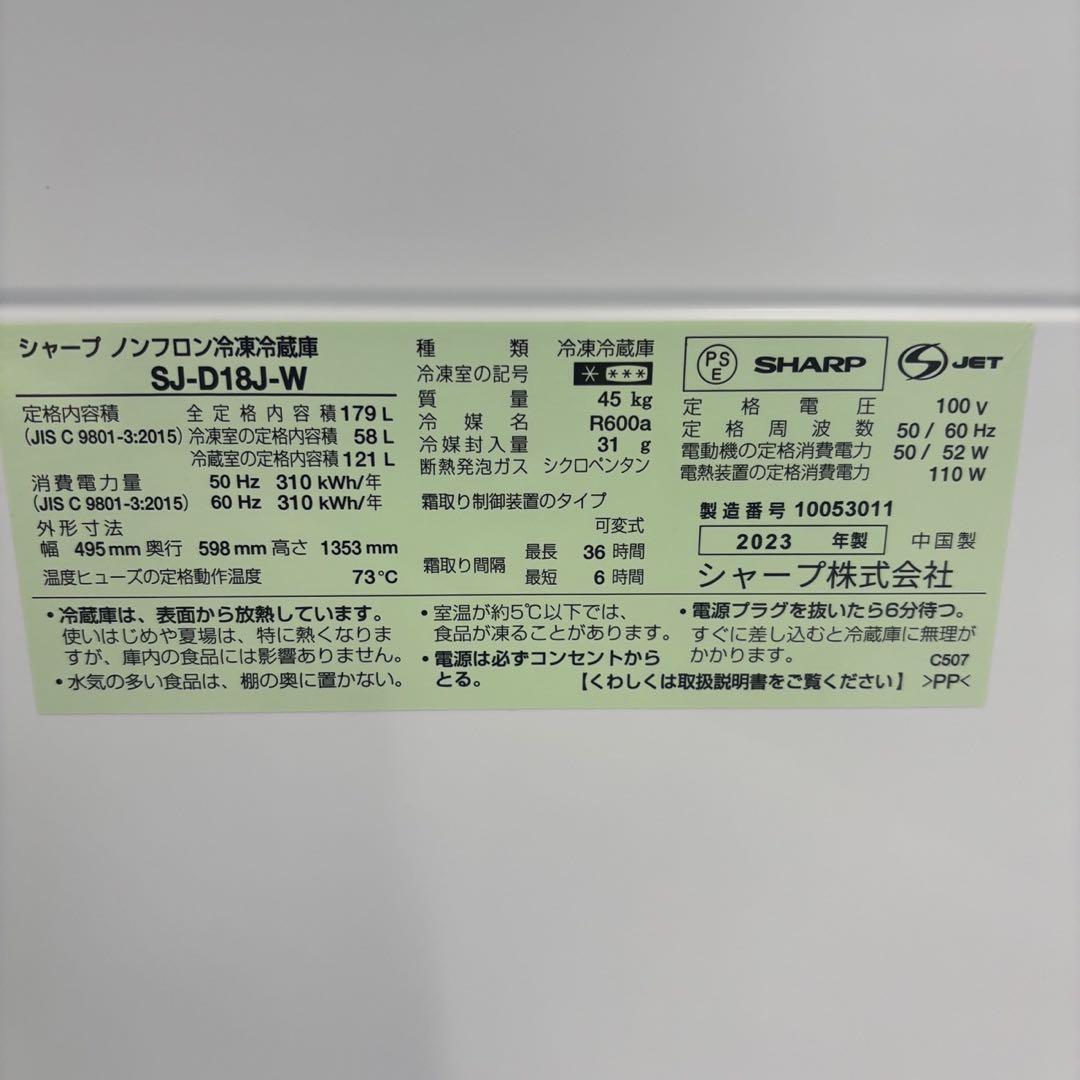 シャープ ノンフロン冷凍冷蔵庫
SJ-D18J-W
定格内容積 全定格内容積 179 L
(JIS C 9801-3:2015) 冷凍室の定格内容積 58 L
冷蔵室の定格内容積 121 L
消費電力量 50 Hz 310 kWh/年
(JIS C 9801-3:2015) 60 Hz 310 kWh/年
外形寸法
幅 495 mm 奥行 598 mm 高さ 1353 mm
温度ヒューズの定格動作温度 73℃
種類 冷凍冷蔵庫
冷凍室の記号 * ***
質量 45 kg
冷媒名 R600a
冷媒封入量 31 g
断熱発泡ガス シクロペンタン
霜取り制御装置のタイプ
可変式
霜取り間隔 最長 36 時間
最短 6 時間
PSE SHARP S JET
定格電圧 100 V
定格周波数 50 / 60 Hz
電動機の定格消費電力 50 / 52 W
電熱装置の定格消費電力 110 W
製造番号 10053011
2023 年製 中国製
シャープ株式会社
・冷蔵庫は、表面から放熱しています。
使いはじめや夏場は、特に熱くなりま
すが、庫内の食品には影響ありません。
・水気の多い食品は、棚の奥に置かない。
・室温が約5℃以下では、
食品が凍ることがあります。
・電源は必ずコンセントから
とる。
・電源プラグを抜いたら6分待つ。
すぐに差し込むと冷蔵庫に無理が
かかります。
C507
【くわしくは取扱説明書をご覧ください】 >PP<